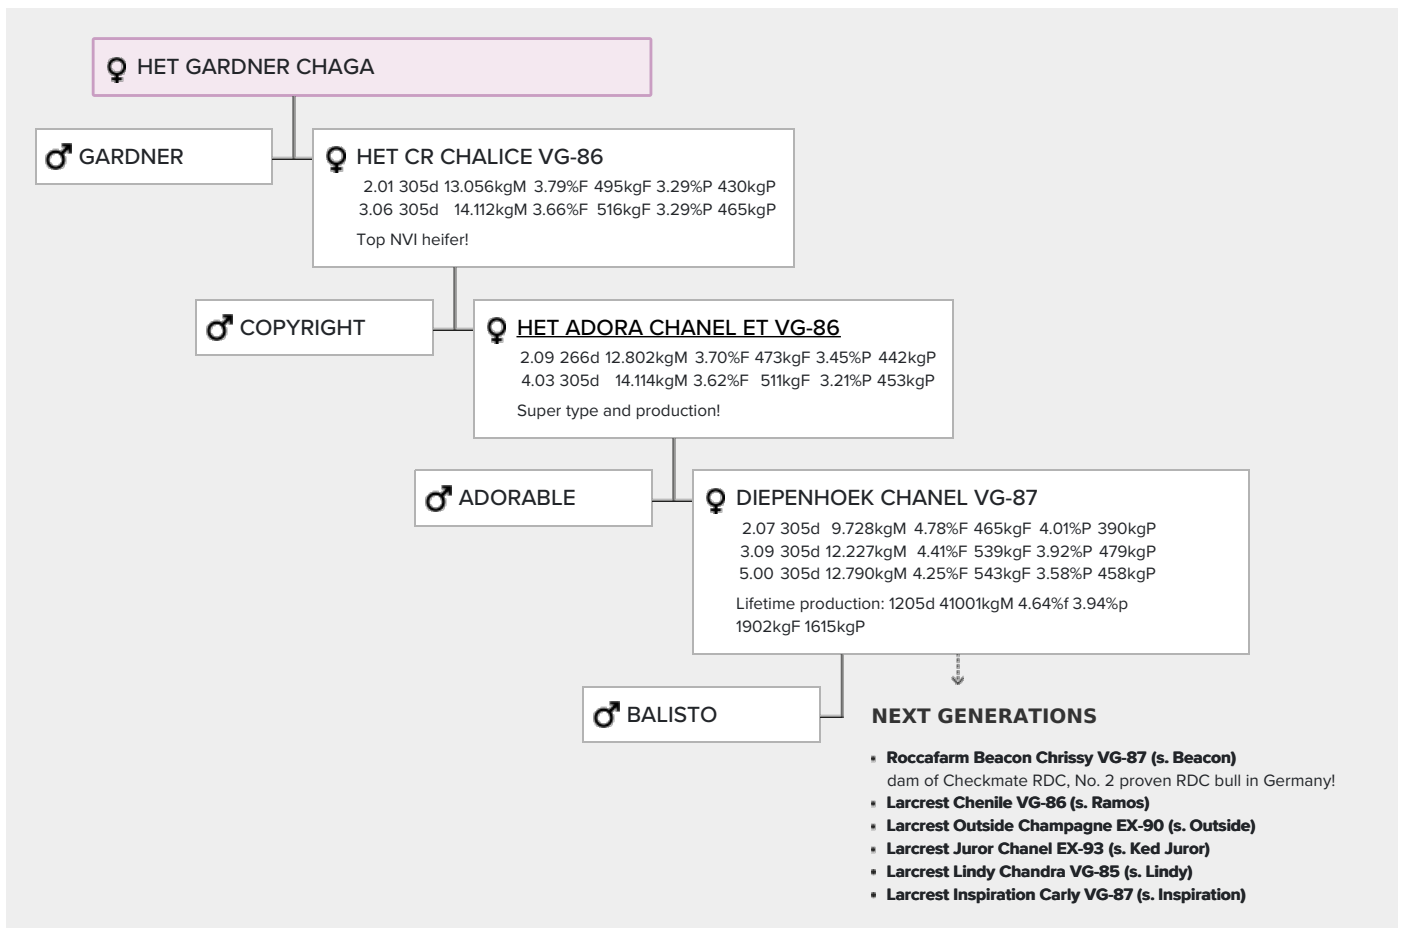 HET GARDNER CHAGA
GARDNER
HET CR CHALICE VG-86
2.01 305d 13.056kgM 3.79%F 495kgF 3.29%P 430kgP
3.06 305d 14.112kgM 3.66%F 516kgF 3.29%P 465kgP
Top NVI heifer!
COPYRIGHT
HET ADORA CHANEL ET VG-86
2.09 266d 12.802kgM 3.70%F 473kgF 3.45%P 442kgP
4.03 305d 14.114kgM 3.62%F 511kgF 3.21%P 453kgP
Super type and production!
ADORABLE
DIEPENHOEK CHANEL VG-87
2.07 305d 9.728kgM 4.78%F 465kgF 4.01%P 390kgP
3.09 305d 12.227kgM 4.41%F 539kgF 3.92%P 479kgP
5.00 305d 12.790kgM 4.25%F 543kgF 3.58%P 458kgP
Lifetime production: 1205d 41001kgM 4.64%f 3.94%p
1902kgF 1615kgP
BALISTO
NEXT GENERATIONS
Roccafarm Beacon Chrissy VG-87 (s. Beacon)
dam of Checkmate RDC, No. 2 proven RDC bull in Germany!
Larcrest Chenile VG-86 (s. Ramos)
Larcrest Outside Champagne EX-90 (s. Outside)
Larcrest Juror Chanel EX-93 (s. Ked Juror)
Larcrest Lindy Chandra VG-85 (s. Lindy)
Larcrest Inspiration Carly VG-87 (s. Inspiration)